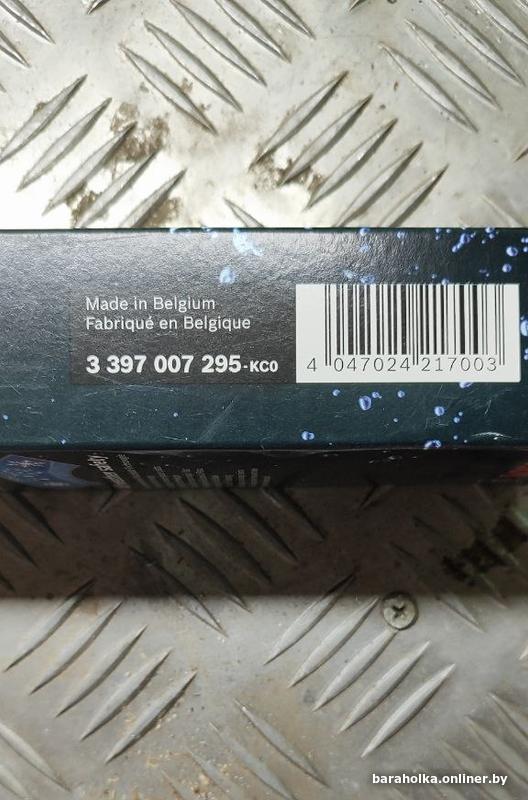 Made in Belgium
Fabriqué en Belgique
3 397 007 295-KC0
4 047024 217003
baraholka.onliner.by